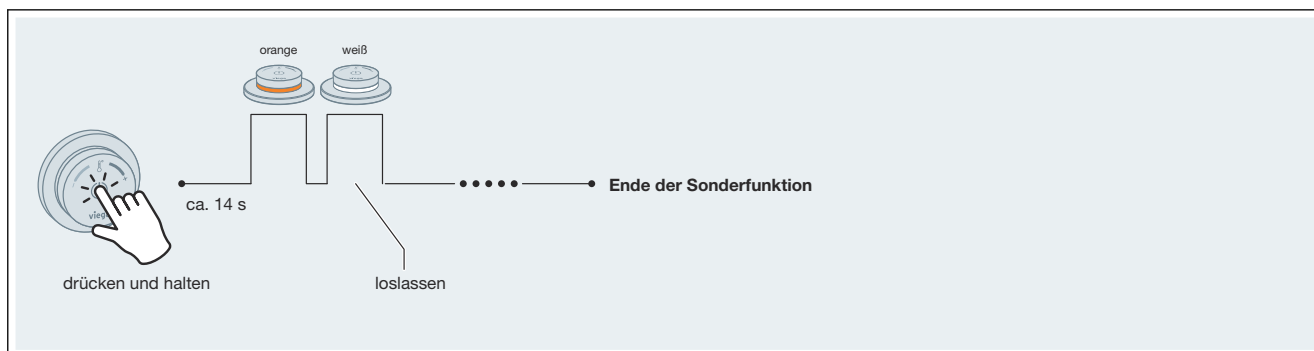 orange weiß
ca. 14 s
Ende der Sonderfunktion
drücken und halten
loslassen